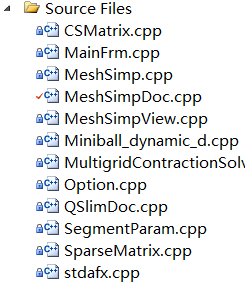 Source Files
CSMatrix.cpp
MainFrm.cpp
MeshSimp.cpp
MeshSimpDoc.cpp
MeshSimpView.cpp
Miniball_dynamic_d.cpp
MultigridContractionSolv
Option.cpp
QSlimDoc.cpp
SegmentParam.cpp
SparseMatrix.cpp
stdafx.cpp